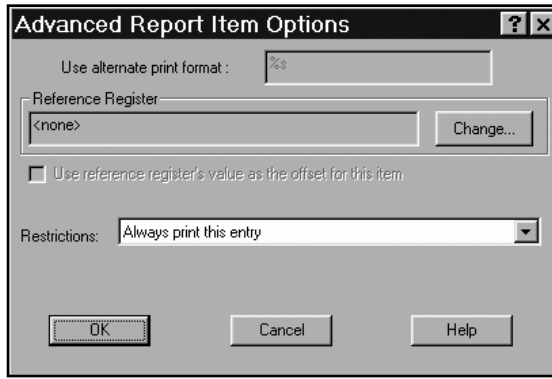 Advanced Report Item Options ? ×
Use alternate print format : %s
Reference Register
<none> Change...
Use reference register's value as the offset for this item
Restrictions: Always print this entry
OK Cancel Help